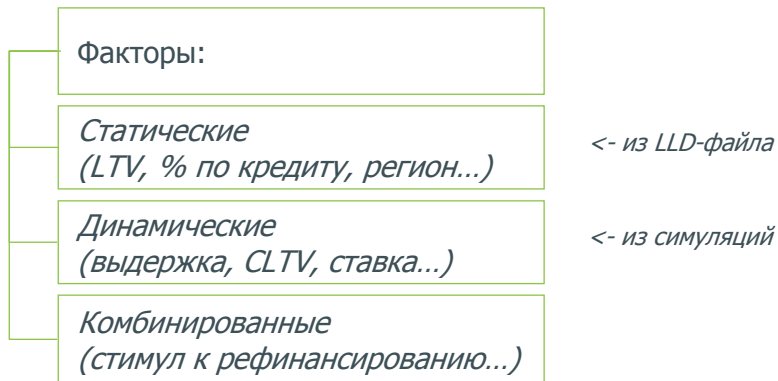 Факторы:
Статические
(LTV, % по кредиту, регион...)
<- из LLD-файла
Динамические
(выдержка, CLTV, ставка...)
<- из симуляций
Комбинированные
(стимул к рефинансированию...)